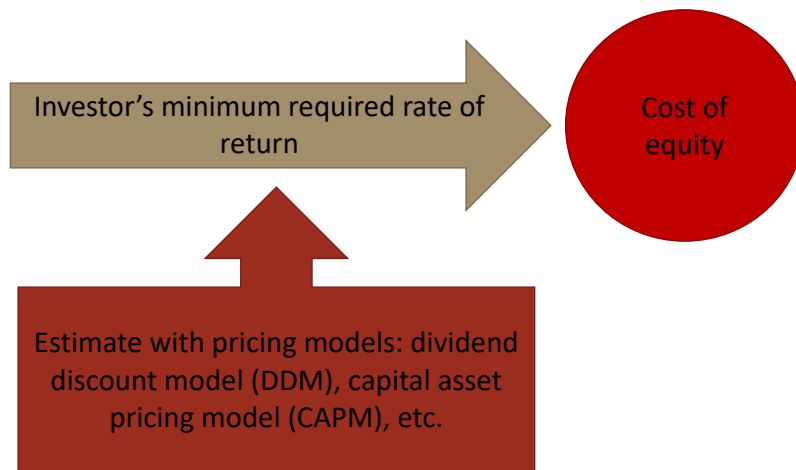 Investor’s minimum required rate of
return
Cost of
equity
Estimate with pricing models: dividend
discount model (DDM), capital asset
pricing model (CAPM), etc.